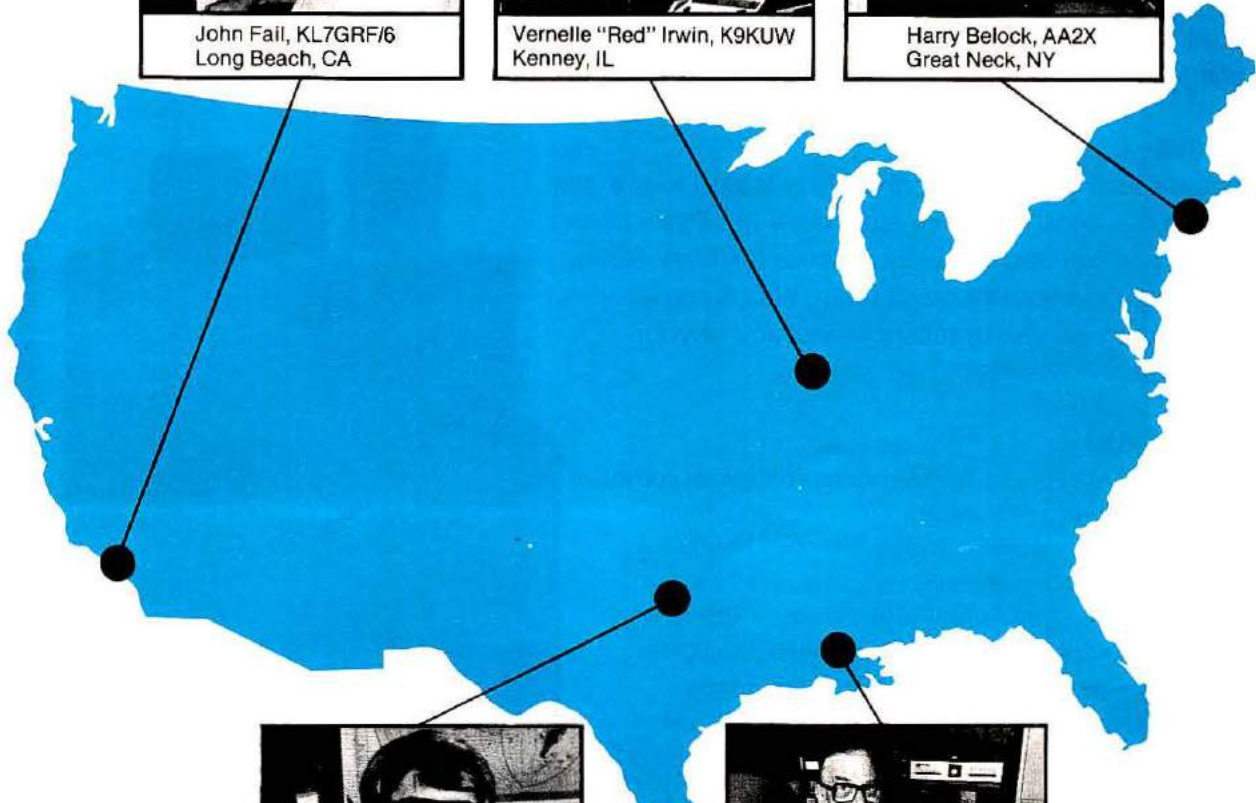 John Fail, KL7GRF/6
Long Beach, CA
Vernelle "Red" Irwin, K9KUW
Kenney, IL
Harry Belock, AA2X
Great Neck, NY